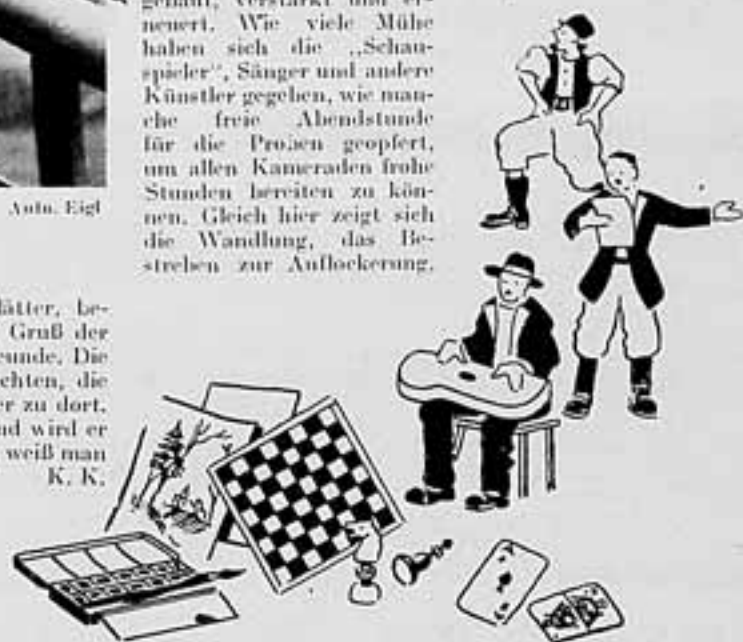 gebaut, verstärkt und er-
neuert. Wie viele Mühe
haben sich die „Schau-
spieler“, Sänger und andere
Künstler gegeben, wie man-
che freie Abendstunde
für die Proben geopfert,
um allen Kameraden frohe
Stunden bereiten zu kön-
nen. Gleich hier zeigt sich
die Wandlung, das Be-
streben zur Auflockerung.
Aufn. Eigl
lätter, be-
Gruß der
eunde. Die
chten, die
er zu dort.
nd wird er
weiß man
K. K.